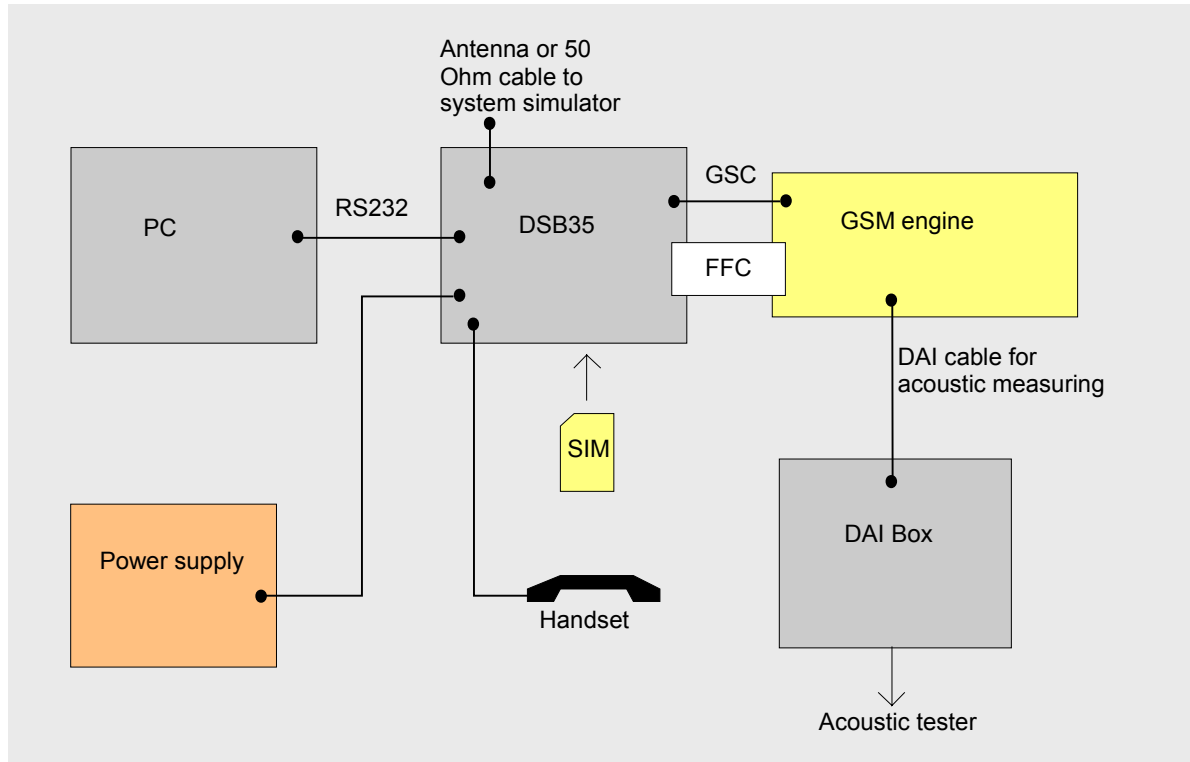 Antenna or 50
Ohm cable to
system simulator
PC
RS232
DSB35
GSC
GSM engine
FFC
DAI cable for
acoustic measuring
SIM
Power supply
Handset
DAI Box
Acoustic tester